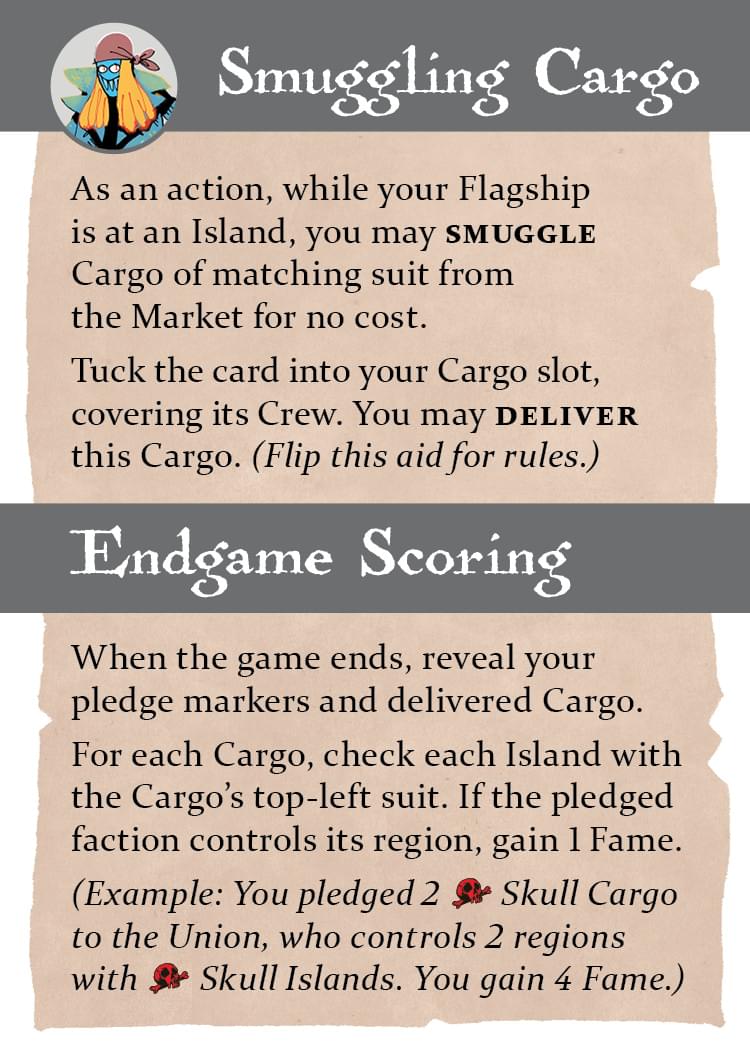 Smuggling Cargo
As an action, while your Flagship
is at an Island, you may SMUGGLE
Cargo of matching suit from
the Market for no cost.
Tuck the card into your Cargo slot,
covering its Crew. You may DELIVER
this Cargo. (Flip this aid for rules.)
Endgame Scoring
When the game ends, reveal your
pledge markers and delivered Cargo.
For each Cargo, check each Island with
the Cargo’s top-left suit. If the pledged
faction controls its region, gain 1 Fame.
(Example: You pledged 2 Skull Cargo
to the Union, who controls 2 regions
with Skull Islands. You gain 4 Fame.)